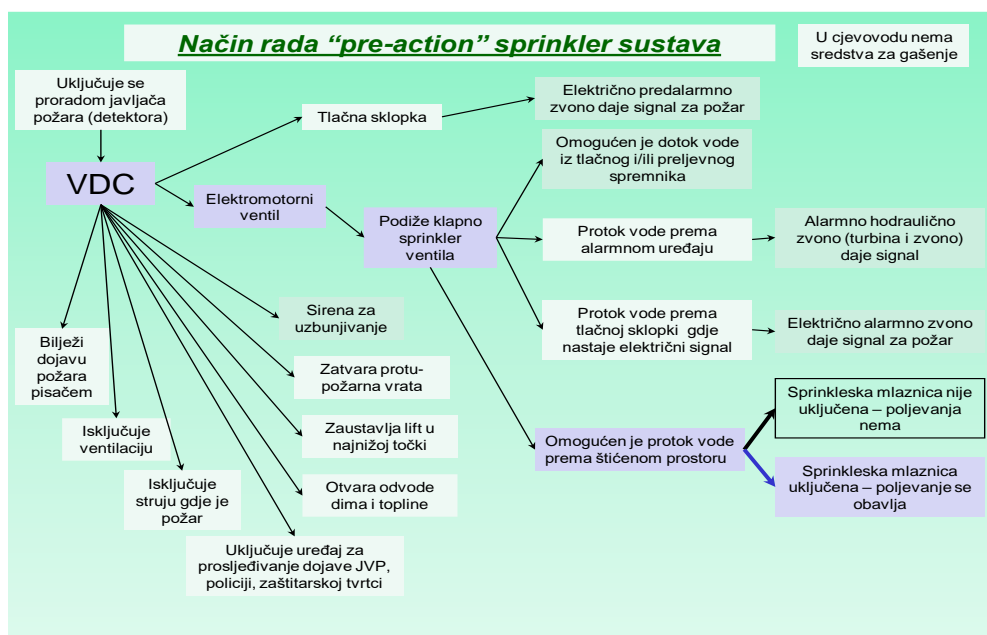 Način rada “pre-action” sprinkler sustava
U cjevovodu nema
sredstva za gašenje
Uključuje se
proradom javljača
požara (detektora)
VDC
Tlačna sklopka
Električno predalarmno
zvono daje signal za požar
Elektromotorni
ventil
Podiže klapno
sprinkler
ventila
Omogućen je dotok vode
iz tlačnog i/ili preljevnog
spremnika
Protok vode prema
alarmnom uređaju
Alarmno hodraulično
zvono (turbina i zvono)
daje signal
Protok vode prema
tlačnoj sklopki gdje
nastaje električni signal
Električno alarmno zvono
daje signal za požar
Omogućen je protok vode
prema štićenom prostoru
Sprinkleska mlaznica nije
uključena – poljevanja
nema
Sprinkleska mlaznica
uključena – poljevanje se
obavlja
Sirena za
uzbunjivanje
Zatvara protu-
požarna vrata
Zaustavlja lift u
najnižoj točki
Otvara odvode
dima i topline
Uključuje uređaj za
prosljeđivanje dojave JVP,
policiji, zaštitarskoj tvrtci
Isključuje
struju gdje je
požar
Isključuje
ventilaciju
Bilježi
dojavu
požara
pisačem